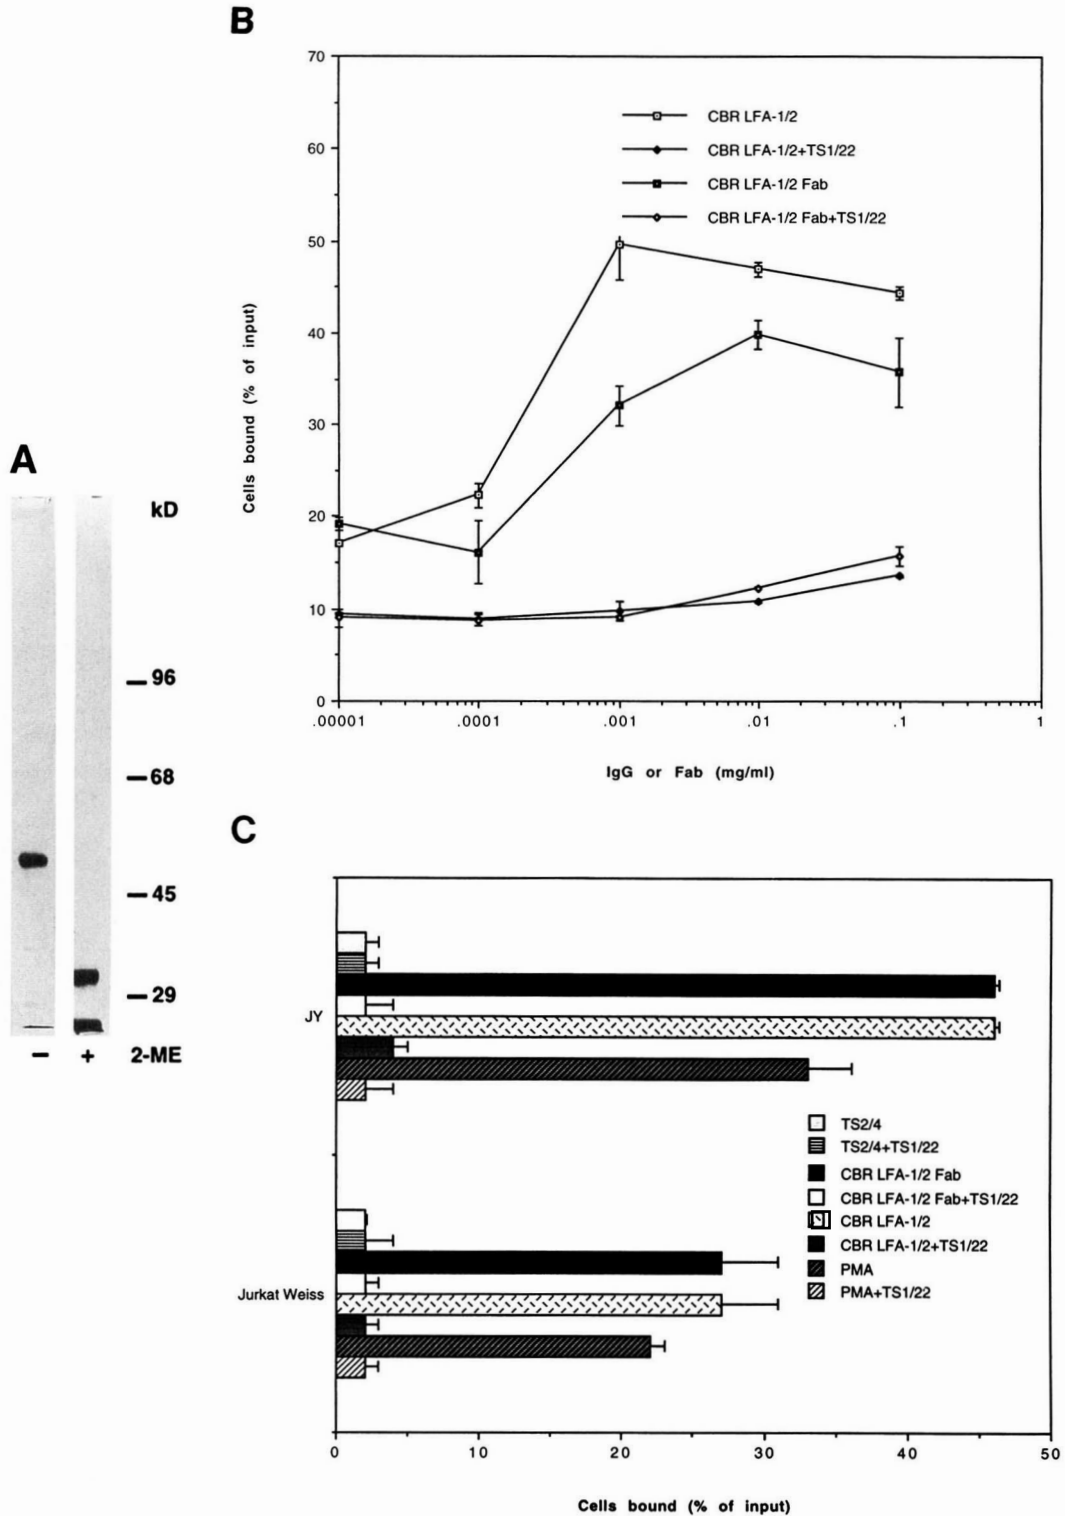 B
70
60
50
40
30
20
10
0
Cells bound (% of input)
CBR LFA-1/2
CBR LFA-1/2+TS1/22
CBR LFA-1/2 Fab
CBR LFA-1/2 Fab+TS1/22
.00001 .0001 .001 .01 .1 1
IgG or Fab (mg/ml)
A
kD
96
68
45
29
− + 2-ME
C
JY
Jurkat Weiss
TS2/4
TS2/4+TS1/22
CBR LFA-1/2 Fab
CBR LFA-1/2 Fab+TS1/22
CBR LFA-1/2
CBR LFA-1/2+TS1/22
PMA
PMA+TS1/22
0 10 20 30 40 50
Cells bound (% of input)